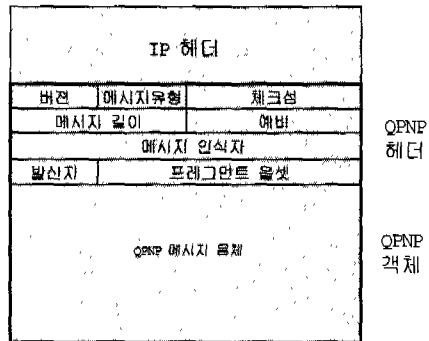 IP 헤더
버젼 메시지유형 체크섬
메시지 길이 예비
메시지 인식자
발신자 프레그먼트 옵셋
QPNP 메시지 몸체
QPNP
헤더
QPNP
객체